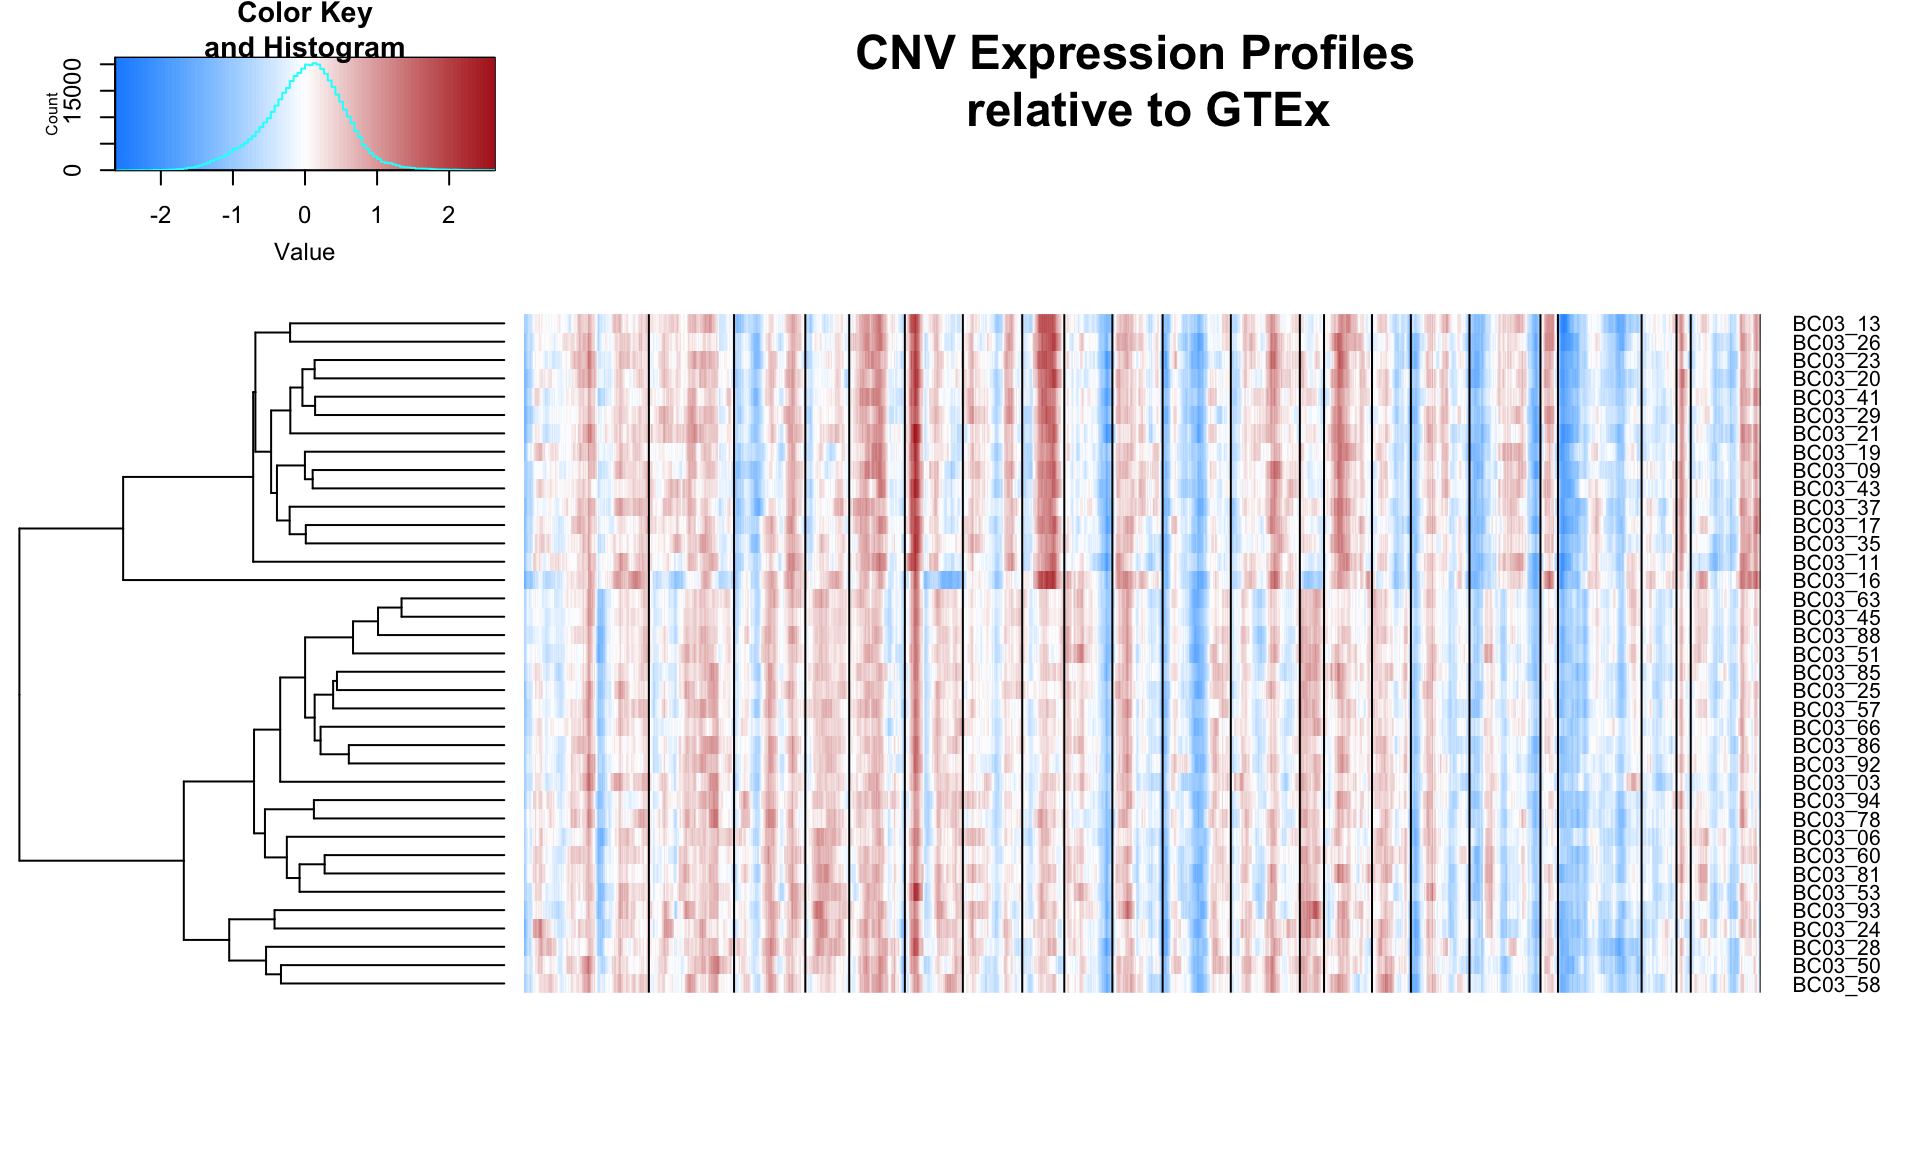 Color Key
and Histogram
CNV Expression Profiles
relative to GTEx
Count
0
15000
-2 -1 0 1 2
Value
BC03_13
BC03_26
BC03_23
BC03_20
BC03_41
BC03_29
BC03_21
BC03_19
BC03_09
BC03_43
BC03_37
BC03_17
BC03_35
BC03_11
BC03_16
BC03_63
BC03_45
BC03_88
BC03_51
BC03_85
BC03_25
BC03_57
BC03_66
BC03_86
BC03_92
BC03_03
BC03_94
BC03_78
BC03_06
BC03_60
BC03_81
BC03_53
BC03_93
BC03_24
BC03_28
BC03_50
BC03_58